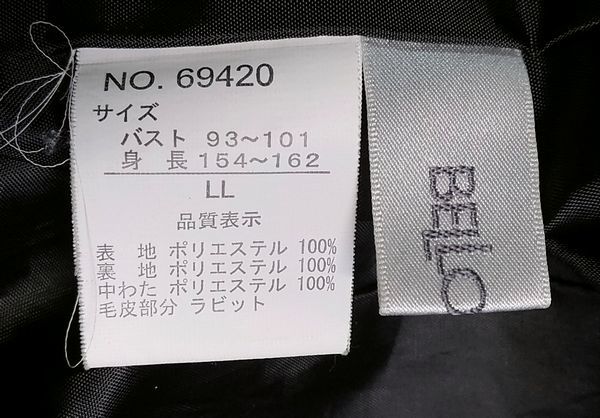 NO. 69420
サイズ
バスト 93～101
身 長 154～162
LL
品質表示
表 地 ポリエステル 100%
裏 地 ポリエステル 100%
中わた ポリエステル 100%
毛皮部分 ラビット
BELLO